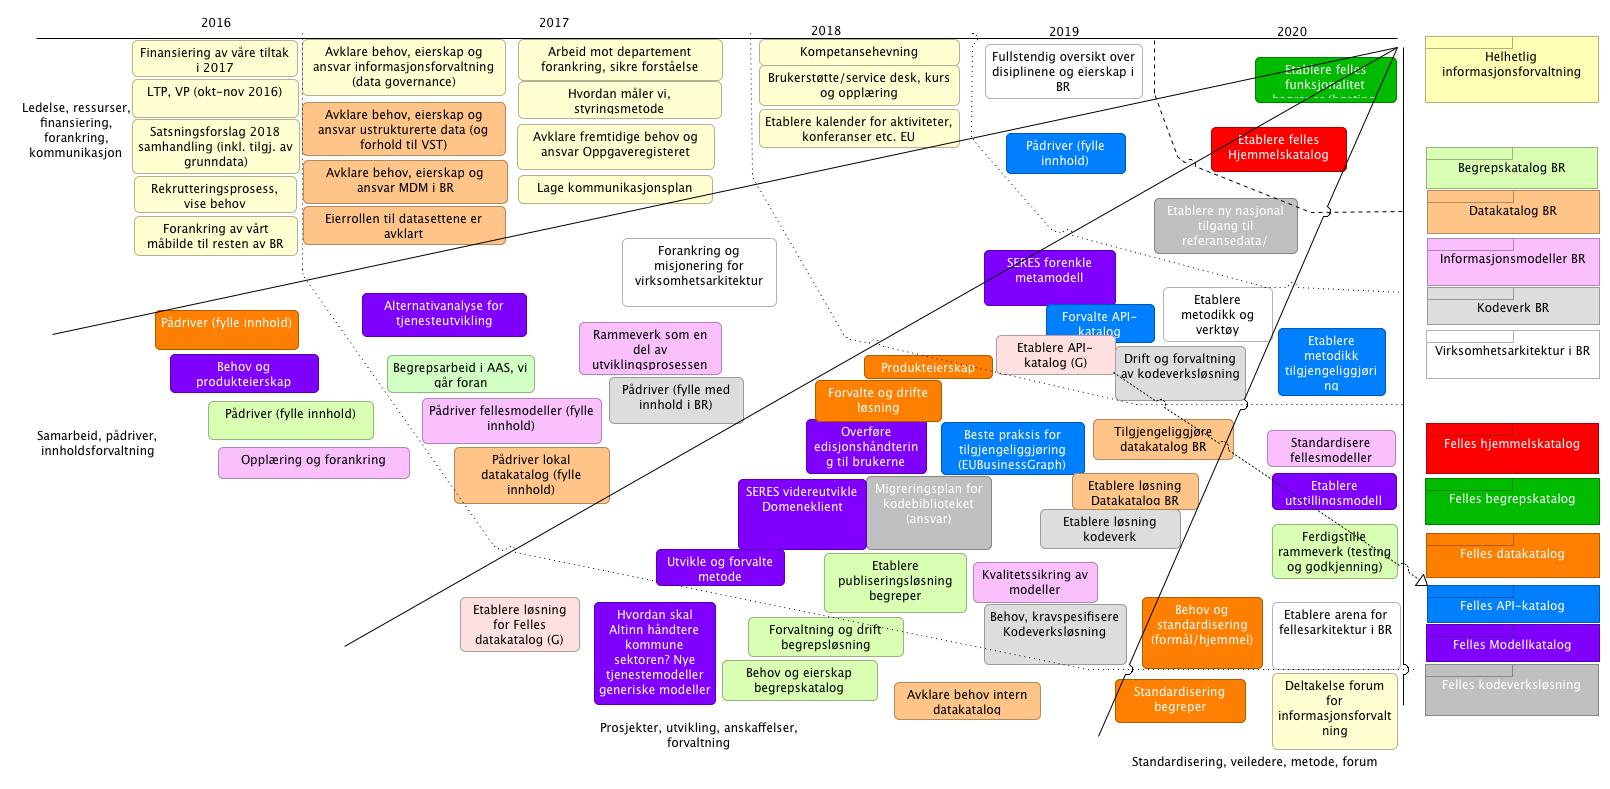 2016
2017
2018
2019
2020
Ledelse, ressurser,
finansiering,
forankring,
kommunikasjon
Finansiering av våre tiltak
i 2017
LTP, VP (okt-nov 2016)
Satsningsforslag 2018
samhandling (inkl. tilgj. av
grunndata)
Rekrutteringsprosess,
vise behov
Forankring av vårt
måbilde til resten av BR
Avklare behov, eierskap og
ansvar informasjonsforvaltning
(data governance)
Avklare behov, eierskap og
ansvar ustrukturerte data (og
forhold til VST)
Avklare behov, eierskap og
ansvar MDM i BR
Eierrollen til datasettene er
avklart
Arbeid mot departement
forankring, sikre forståelse
Hvordan måler vi,
styringsmetode
Avklare fremtidige behov og
ansvar Oppgaveregisteret
Lage kommunikasjonsplan
Kompetansehevning
Brukerstøtte/service desk, kurs
og opplæring
Etablere kalender for aktiviteter,
konferanser etc. EU
Fullstendig oversikt over
disiplinene og eierskap i
BR
Pådriver (fylle
innhold)
Etablere felles
funksjonalitet
Etablere felles
Hjemmelskatalog
Etablere ny nasjonal
tilgang til
referansedata/
Samarbeid, pådriver,
innholdsforvaltning
Pådriver (fylle innhold)
Behov og
produkteierskap
Pådriver (fylle innhold)
Opplæring og forankring
Alternativanalyse for
tjenesteutvikling
Begrepsarbeid i AAS, vi
går foran
Pådriver fellesmodeller (fylle
innhold)
Pådriver lokal
datakatalog (fylle
innhold)
Forankring og
misjonering for
virksomhetsarkitektur
Rammeverk som en
del av
utviklingsprosessen
Pådriver (fylle med
innhold i BR)
SERES forenkle
metamodell
Forvalte API-
katalog
Etablere API-
katalog (G)
Etablere
metodikk og
verktøy
Drift og forvaltning
av kodeverksløsning
Etablere
metodikk
tilgjengeliggjøri
ng
Produkteierskap
Forvalte og drifte
løsning
Overføre
edisjonshåndterin
g til brukerne
Beste praksis for
tilgjengeliggjøring
(EUBusinessGraph)
Tilgjengeliggjøre
datakatalog BR
Standardisere
fellesmodeller
SERES videreutvikle
Domeneklient
Migreringsplan for
kodebiblioteket
(ansvar)
Etablere løsning
Datakatalog BR
Etablere
utstillingsmodell
Etablere løsning
kodeverk
Utvikle og forvalte
metode
Etablere
publiseringsløsning
begreper
Kvalitetssikring av
modeller
Ferdigstille
rammeverk (testing
og godkjenning)
Etablere løsning
for Felles
datakatalog (G)
Hvordan skal
Altinn håndtere
kommune
sektoren? Nye
tjenestemodeller
generiske modeller
Forvaltning og drift
begrepsløsning
Behov, kravspesifisere
Kodeverksløsning
Behov og
standardisering
(formål/hjemmel)
Etablere arena for
fellesarkitektur i BR
Behov og eierskap
begrepskatalog
Avklare behov intern
datakatalog
Standardisering
begreper
Deltakelse forum
for
informasjonsforvalt
ning
Prosjekter, utvikling, anskaffelser,
forvaltning
Standardisering, veiledere, metode, forum
Helhetlig
informasjonsforvaltning
Begrepskatalog BR
Datakatalog BR
Informasjonsmodeller BR
Kodeverk BR
Virksomhetsarkitektur i BR
Felles hjemmelskatalog
Felles begrepskatalog
Felles datakatalog
Felles API-katalog
Felles Modellkatalog
Felles kodeverksløsning